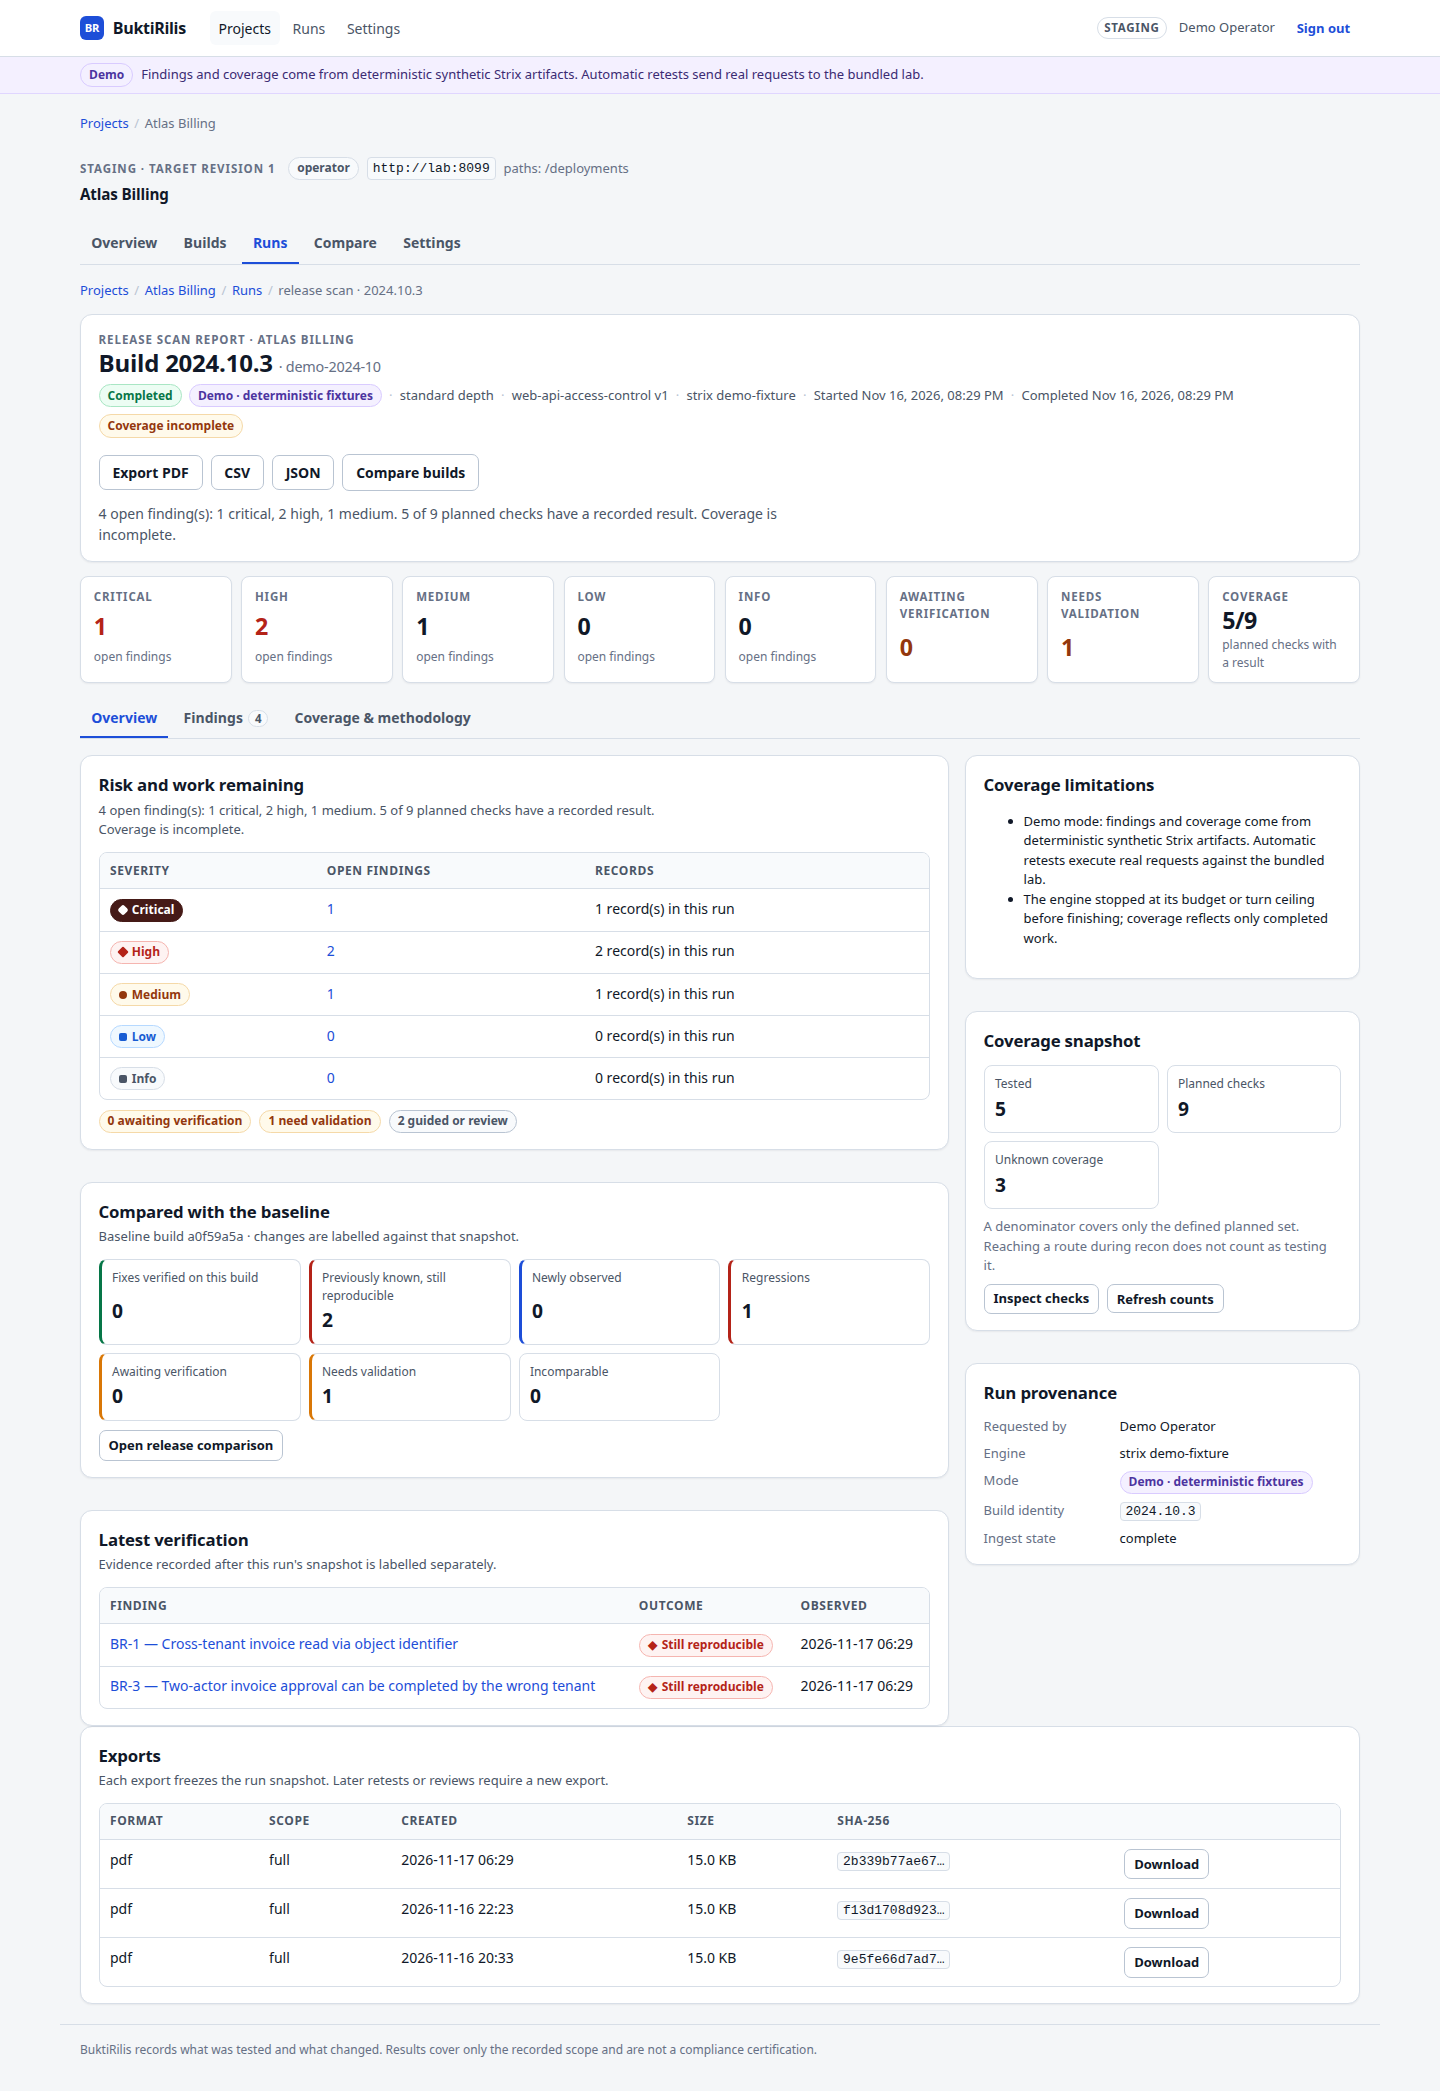 BR BuktiRilis Projects Runs Settings STAGING Demo Operator Sign out
Demo Findings and coverage come from deterministic synthetic Strix artifacts. Automatic retests send real requests to the bundled lab.
Projects / Atlas Billing
STAGING · TARGET REVISION 1 operator http://lab:8099 paths: /deployments
Atlas Billing
Overview Builds Runs Compare Settings
Projects / Atlas Billing / Runs / release scan · 2024.10.3
RELEASE SCAN REPORT · ATLAS BILLING
Build 2024.10.3 · demo-2024-10
Completed Demo · deterministic fixtures · standard depth · web-api-access-control v1 · strix demo-fixture · Started Nov 16, 2026, 08:29 PM · Completed Nov 16, 2026, 08:29 PM
Coverage incomplete
Export PDF CSV JSON Compare builds
4 open finding(s): 1 critical, 2 high, 1 medium. 5 of 9 planned checks have a recorded result. Coverage is
incomplete.
CRITICAL
1
open findings
HIGH
2
open findings
MEDIUM
1
open findings
LOW
0
open findings
INFO
0
open findings
AWAITING
VERIFICATION
0
NEEDS
VALIDATION
1
COVERAGE
5/9
planned checks with
a result
Overview Findings 4 Coverage & methodology
Risk and work remaining
4 open finding(s): 1 critical, 2 high, 1 medium. 5 of 9 planned checks have a recorded result.
Coverage is incomplete.
SEVERITY OPEN FINDINGS RECORDS
Critical 1 1 record(s) in this run
High 2 2 record(s) in this run
Medium 1 1 record(s) in this run
Low 0 0 record(s) in this run
Info 0 0 record(s) in this run
0 awaiting verification 1 need validation 2 guided or review
Compared with the baseline
Baseline build a0f59a5a · changes are labelled against that snapshot.
Fixes verified on this build
0
Previously known, still
reproducible
2
Newly observed
0
Regressions
1
Awaiting verification
0
Needs validation
1
Incomparable
0
Open release comparison
Latest verification
Evidence recorded after this run's snapshot is labelled separately.
FINDING OUTCOME OBSERVED
BR-1 — Cross-tenant invoice read via object identifier Still reproducible 2026-11-17 06:29
BR-3 — Two-actor invoice approval can be completed by the wrong tenant Still reproducible 2026-11-17 06:29
Coverage limitations
• Demo mode: findings and coverage come from
deterministic synthetic Strix artifacts. Automatic
retests execute real requests against the bundled
lab.
• The engine stopped at its budget or turn ceiling
before finishing; coverage reflects only completed
work.
Coverage snapshot
Tested
5
Planned checks
9
Unknown coverage
3
A denominator covers only the defined planned set.
Reaching a route during recon does not count as testing
it.
Inspect checks Refresh counts
Run provenance
Requested by Demo Operator
Engine strix demo-fixture
Mode Demo · deterministic fixtures
Build identity 2024.10.3
Ingest state complete
Exports
Each export freezes the run snapshot. Later retests or reviews require a new export.
FORMAT SCOPE CREATED SIZE SHA-256
pdf full 2026-11-17 06:29 15.0 KB 2b339b77ae67… Download
pdf full 2026-11-16 22:23 15.0 KB f13d1708d923… Download
pdf full 2026-11-16 20:33 15.0 KB 9e5fe66d7ad7… Download
BuktiRilis records what was tested and what changed. Results cover only the recorded scope and are not a compliance certification.